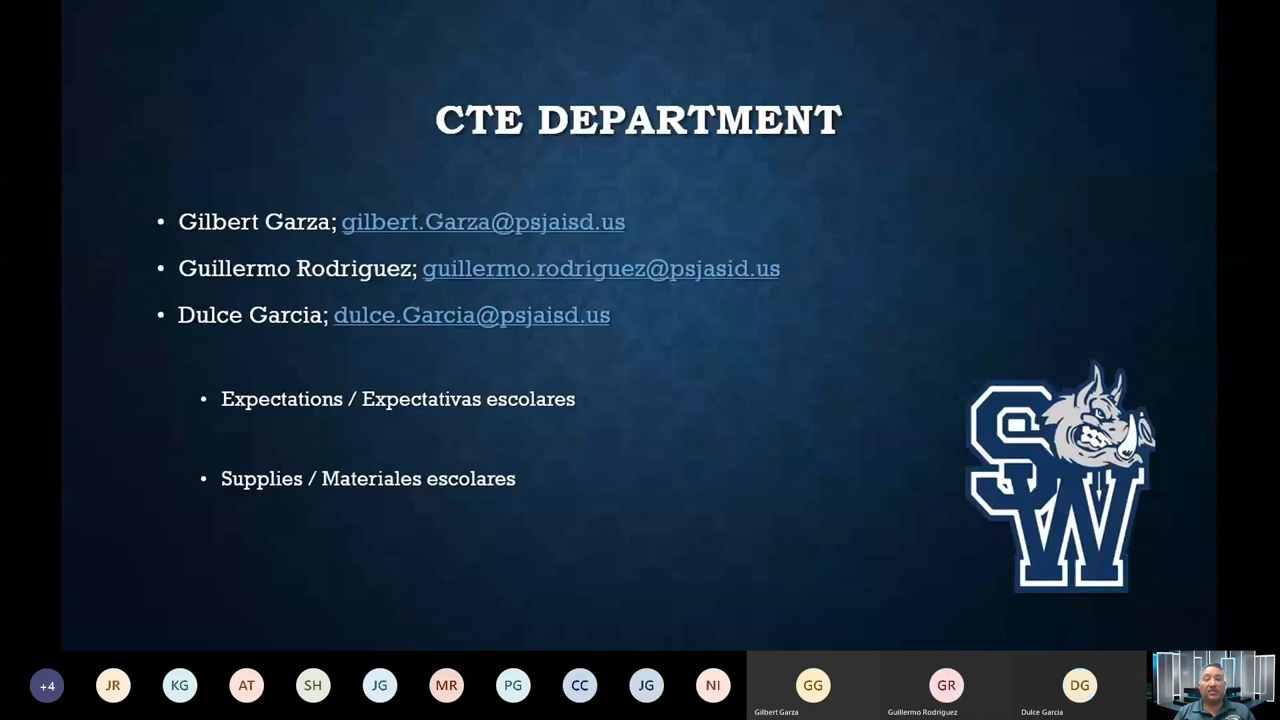 CTE DEPARTMENT
• Gilbert Garza; gilbert.Garza@psjaisd.us
• Guillermo Rodriguez; guillermo.rodriguez@psjasid.us
• Dulce Garcia; dulce.Garcia@psjaisd.us
• Expectations / Expectativas escolares
• Supplies / Materiales escolares
SW
+4 JR KG AT SH JG MR PG CC JG NI GG GR DG
Gilbert Garza Guillermo Rodriguez Dulce Garcia